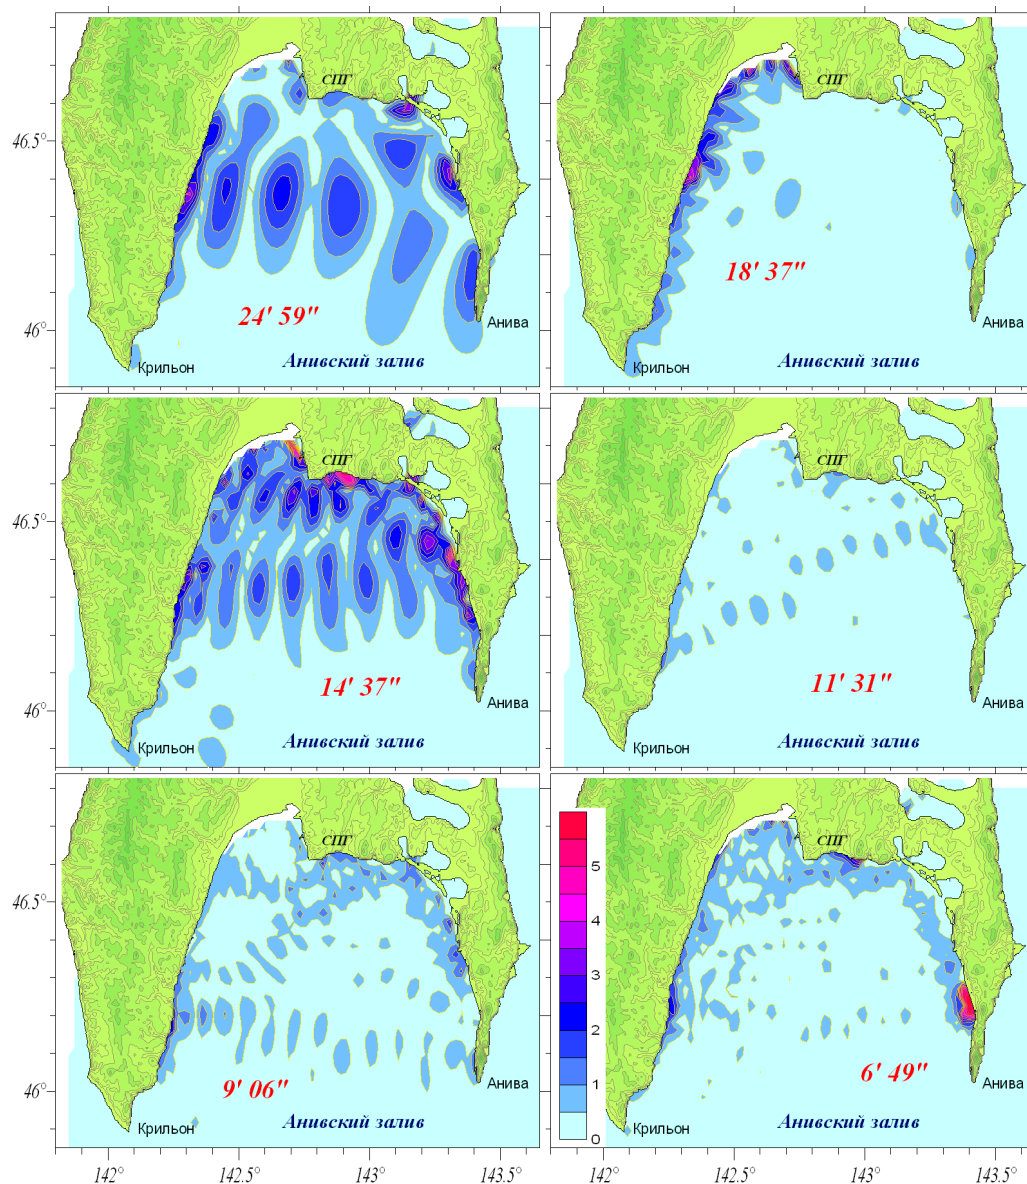 СПГ
46.5°
24' 59"
46°
Анива
Крильон
Анивский залив
СПГ
18' 37"
Анива
Крильон
Анивский залив
СПГ
46.5°
14' 37"
Анива
46°
Крильон
Анивский залив
СПГ
11' 31"
Анива
Крильон
Анивский залив
СПГ
46.5°
9' 06"
46°
Анива
Крильон
Анивский залив
СПГ
5
4
3
2
1
0
6' 49"
Анива
Крильон
Анивский залив
142° 142.5° 143° 143.5° 142° 142.5° 143° 143.5°